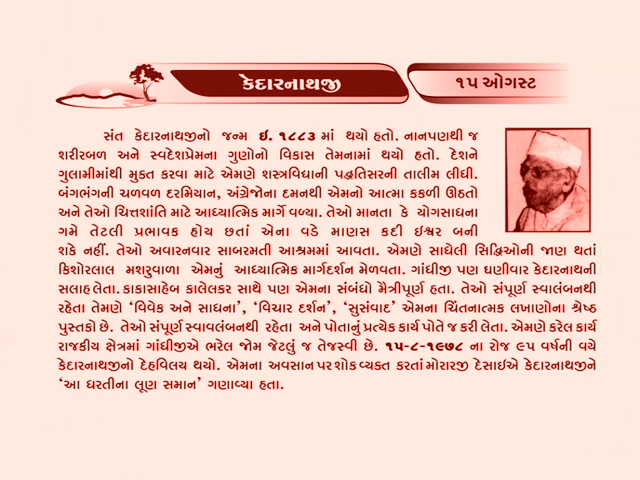 કેદારનાથજી
૧૫ ઓગસ્ટ
સંત કેદારનાથજીનો જન્મ ઈ. ૧૮૮૩ માં થયો હતો. નાનપણથી જ
શરીરબળ અને સ્વદેશપ્રેમના ગુણોનો વિકાસ તેમનામાં થયો હતો. દેશને
ગુલામીમાંથી મુક્ત કરવા માટે એમણે શસ્ત્રવિદ્યાની પદ્ધતિસરની તાલીમ લીધી.
બંગભંગની ચળવળ દરમિયાન, અંગ્રેજોના દમનથી એમનો આત્મા કકળી ઊઠતો
અને તેઓ ચિત્તશાંતિ માટે આધ્યાત્મિક માર્ગે વળ્યા. તેઓ માનતા કે યોગસાધના
ગમે તેટલી પ્રભાવક હોય છતાં એના વડે માણસ કદી ઈશ્વર બની
શકે નહીં. તેઓ અવારનવાર સાબરમતી આશ્રમમાં આવતા. એમણે સાધેલી સિદ્ધિઓની જાણ થતાં
કિશોરલાલ મશરુવાળા એમનું આધ્યાત્મિક માર્ગદર્શન મેળવતા. ગાંધીજી પણ ઘણીવાર કેદારનાથની
સલાહ લેતા. કાકાસાહેબ કાલેલકર સાથે પણ એમના સંબંધો મૈત્રીપૂર્ણ હતા. તેઓ સંપૂર્ણ સ્વાલંબનથી
રહેતા તેમણે ‘વિવેક અને સાધના’, ‘વિચાર દર્શન’, ‘સુસંવાદ’ એમના ચિંતનાત્મક લખાણોના શ્રેષ્ઠ
પુસ્તકો છે. તેઓ સંપૂર્ણ સ્વાવલંબનથી રહેતા અને પોતાનું પ્રત્યેક કાર્ય પોતે જ કરી લેતા. એમણે કરેલ કાર્ય
રાજકીય ક્ષેત્રમાં ગાંધીજીએ ભરેલ જોમ જેટલું જ તેજસ્વી છે. ૧૫-૮-૧૯૭૮ ના રોજ ૯૫ વર્ષની વયે
કેદારનાથજીનો દેહવિલય થયો. એમના અવસાન પર શોક વ્યક્ત કરતાં મોરારજી દેસાઈએ કેદારનાથજીને
‘આ ધરતીના લૂણ સમાન’ ગણાવ્યા હતા.